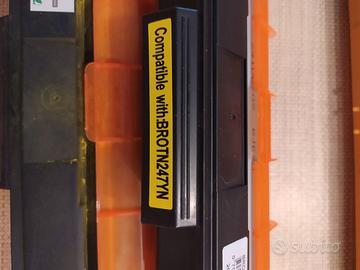 Compatible with:BROTN247YN
subito